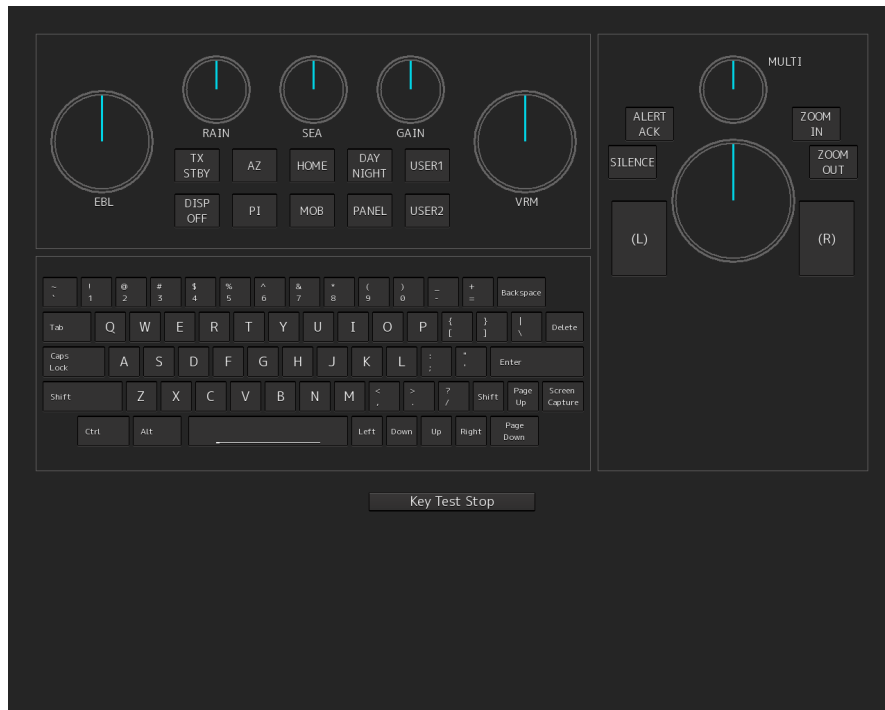 MULTI
RAIN SEA GAIN
EBL VRM
TX
STBY
AZ
HOME
DAY
NIGHT
USER1
DISP
OFF
PI
MOB
PANEL
USER2
ALERT
ACK
ZOOM
IN
SILENCE
ZOOM
OUT
(L)
(R)
~ ! @ # $ % ^ & * ( ) _ +
` 1 2 3 4 5 6 7 8 9 0 - = Backspace
Tab Q W E R T Y U I O P { } | Delete
[ ] \
Caps
Lock
A S D F G H J K L : " Enter
; '
Shift Z X C V B N M < > ? Shift
, . /
Page
Up
Screen
Capture
Ctrl Alt Left Down Up Right
Page
Down
Key Test Stop